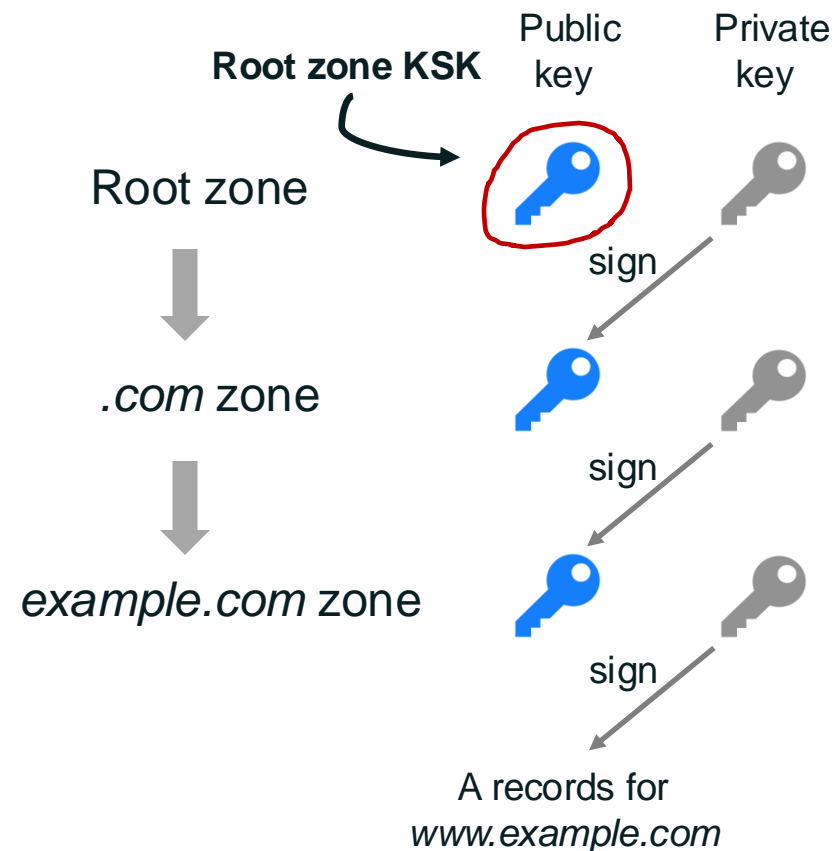 Public
key
Private
key
Root zone KSK
Root zone
sign
.com zone
sign
example.com zone
sign
A records for
www.example.com